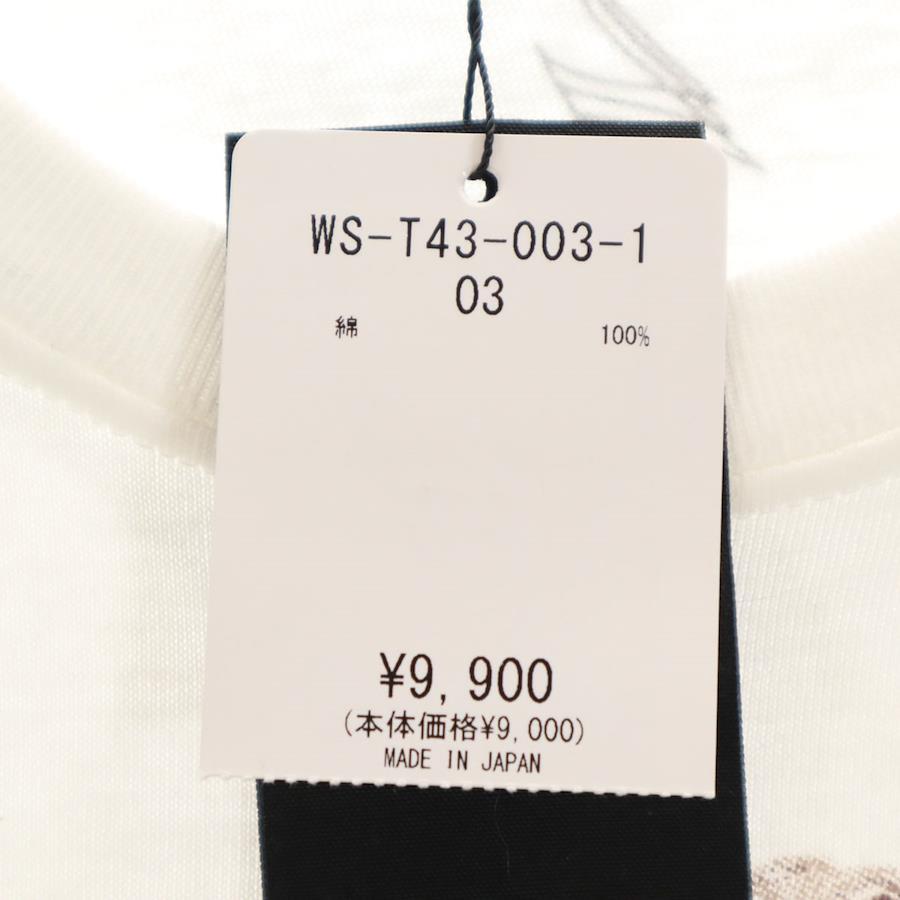 WS-T43-003-1
03
綿 100%
¥9,900
(本体価格¥9,000)
MADE IN JAPAN